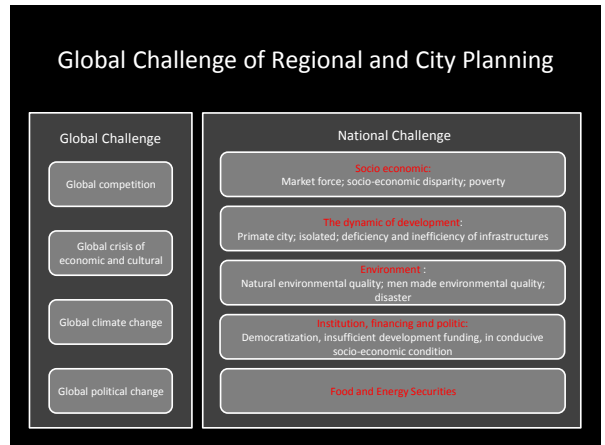 Global Challenge of Regional and City Planning
Global Challenge
Global competition
Global crisis of
economic and cultural
Global climate change
Global political change
National Challenge
Socio economic:
Market force; socio-economic disparity; poverty
The dynamic of development:
Primate city; isolated; deficiency and inefficiency of infrastructures
Environment :
Natural environmental quality; men made environmental quality;
disaster
Institution, financing and politic:
Democratization, insufficient development funding, in conducive
socio-economic condition
Food and Energy Securities